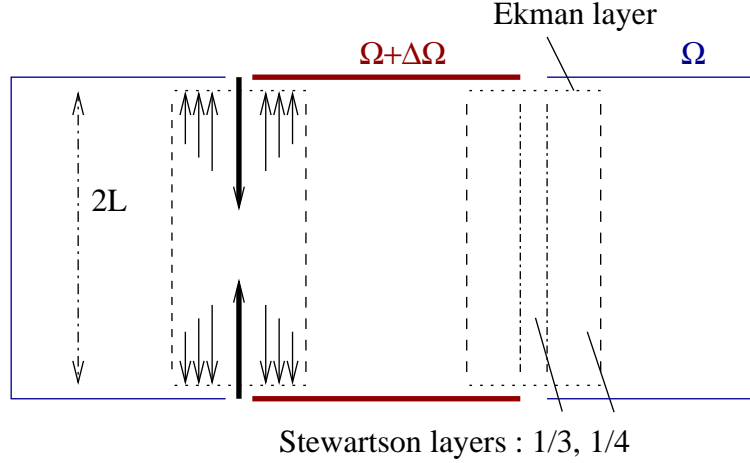 Ekman layer
Ω+ΔΩ
Ω
2L
Stewartson layers : 1/3, 1/4